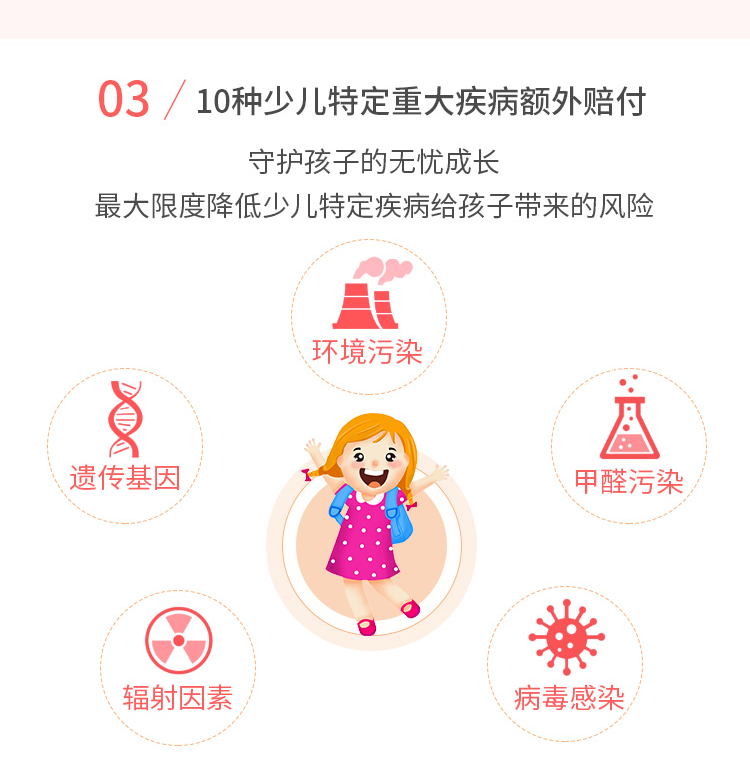 03 / 10种少儿特定重大疾病额外赔付
守护孩子的无忧成长
最大限度降低少儿特定疾病给孩子带来的风险
环境污染
遗传基因
甲醛污染
辐射因素
病毒感染